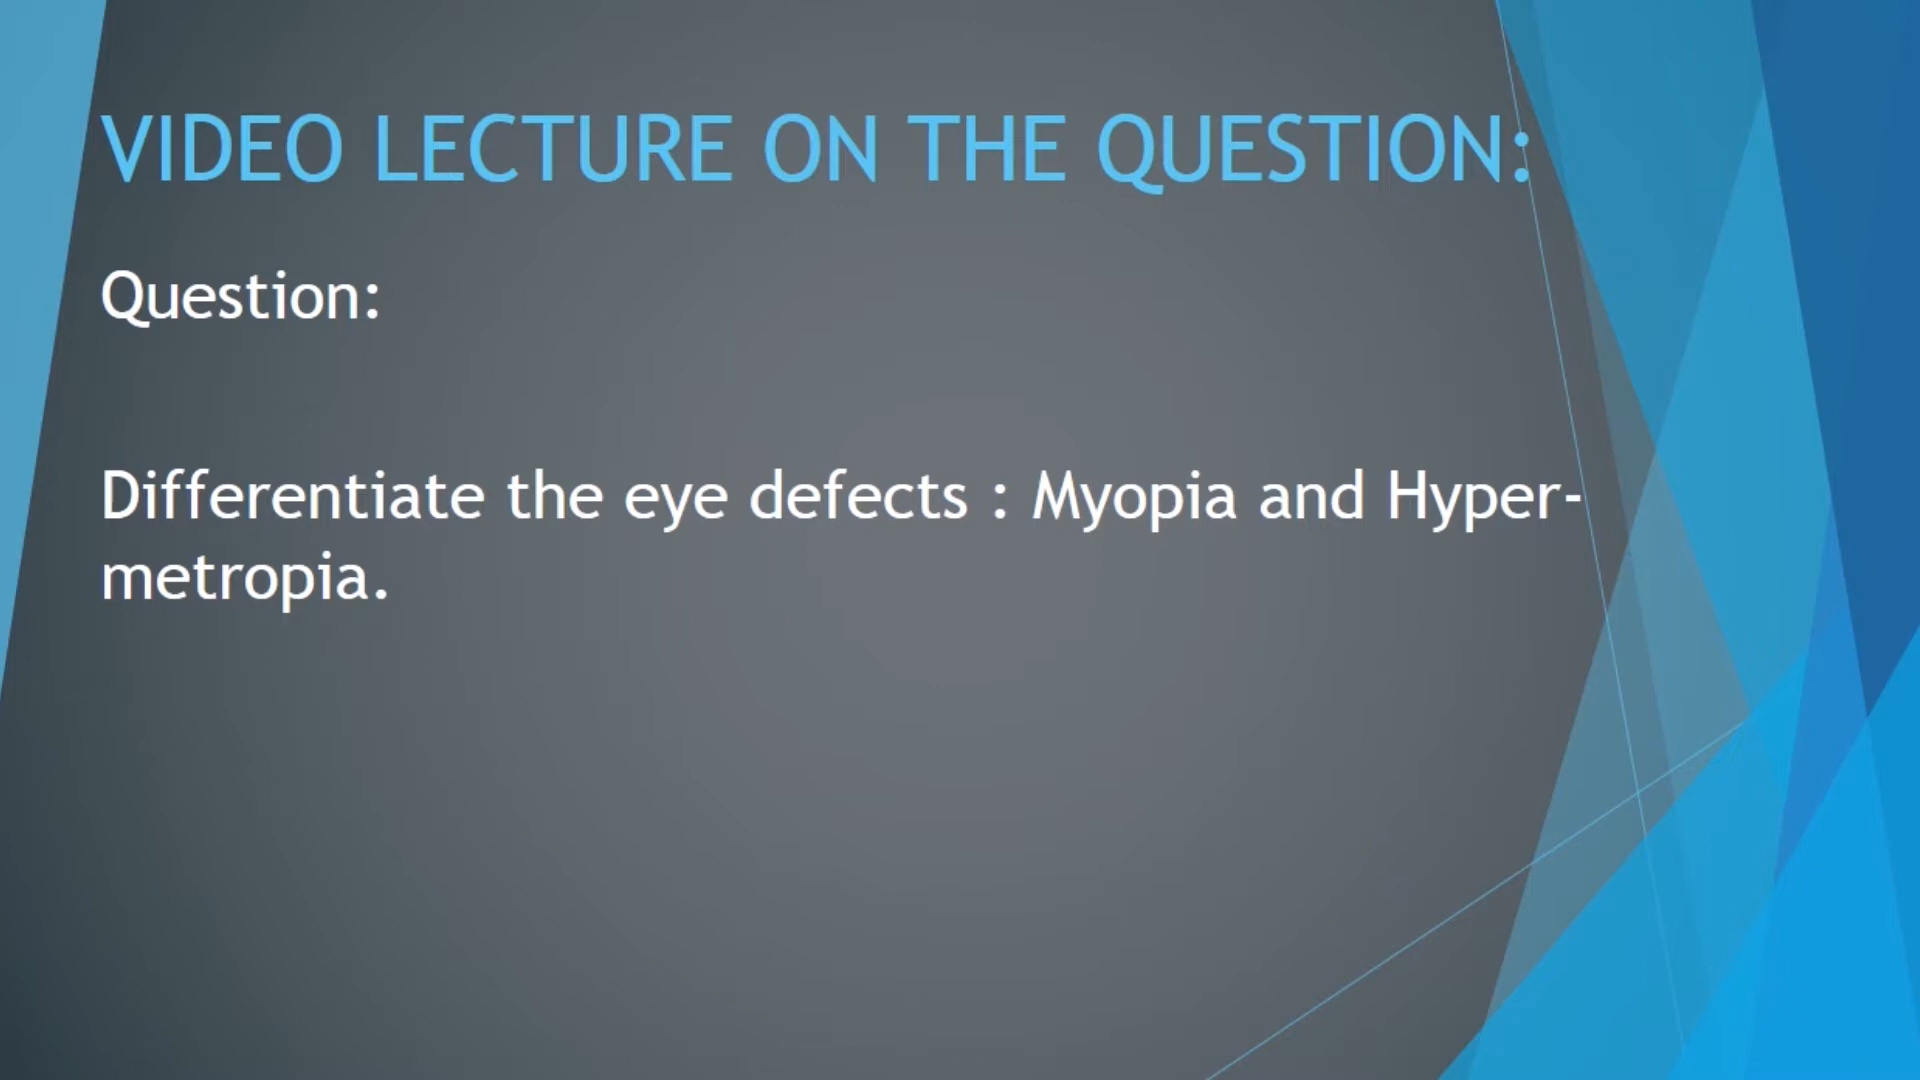 VIDEO LECTURE ON THE QUESTION:
Question:
Differentiate the eye defects : Myopia and Hyper-
metropia.